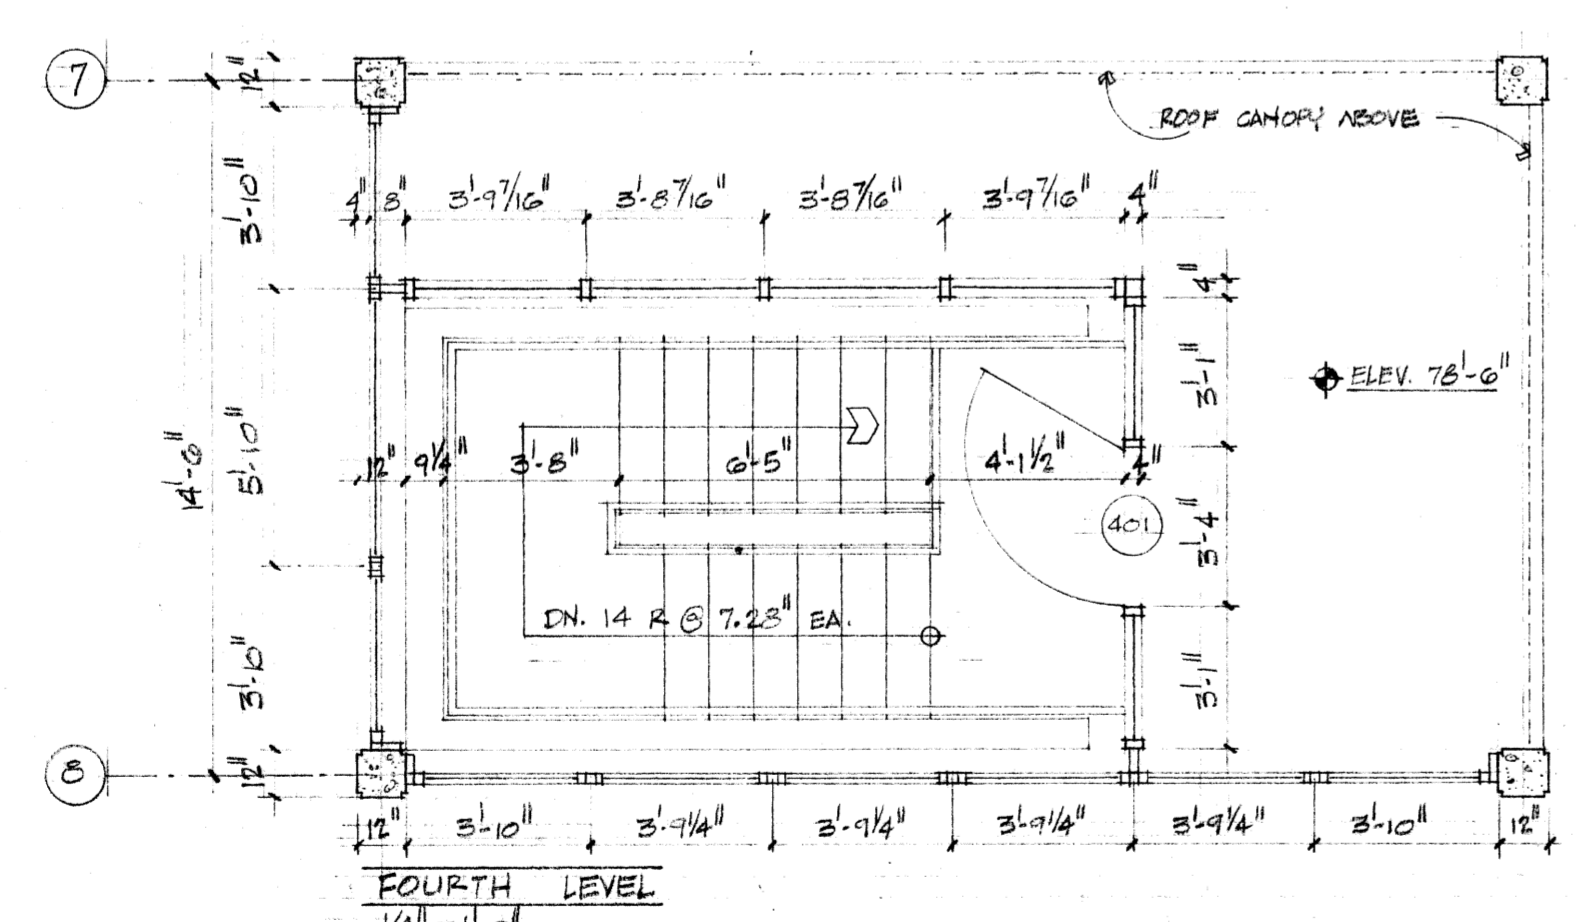 7
12"
ROOF CANOPY ABOVE
3'-10"
4" 8" 3'-9 7/16" 3'-8 7/16" 3'-8 7/16" 3'-9 7/16" 4"
4"
3'-1"
ELEV. 78'-6"
14'-6"
5'-10"
12" 9 1/4" 3'-8" 6'-5" 4'-1 1/2" 4"
401
3'-4"
DN. 14 R @ 7.28" EA.
3'-10"
3'-1"
8
12"
12" 3'-10" 3'-9 1/4" 3'-9 1/4" 3'-9 1/4" 3'-9 1/4" 3'-10" 12"
FOURTH LEVEL